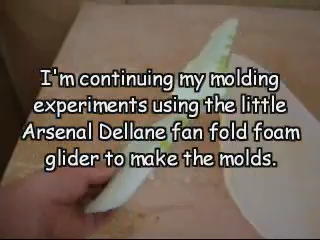 I'm continuing my molding
experiments using the little
Arsenal Dellane fan fold foam
glider to make the molds.